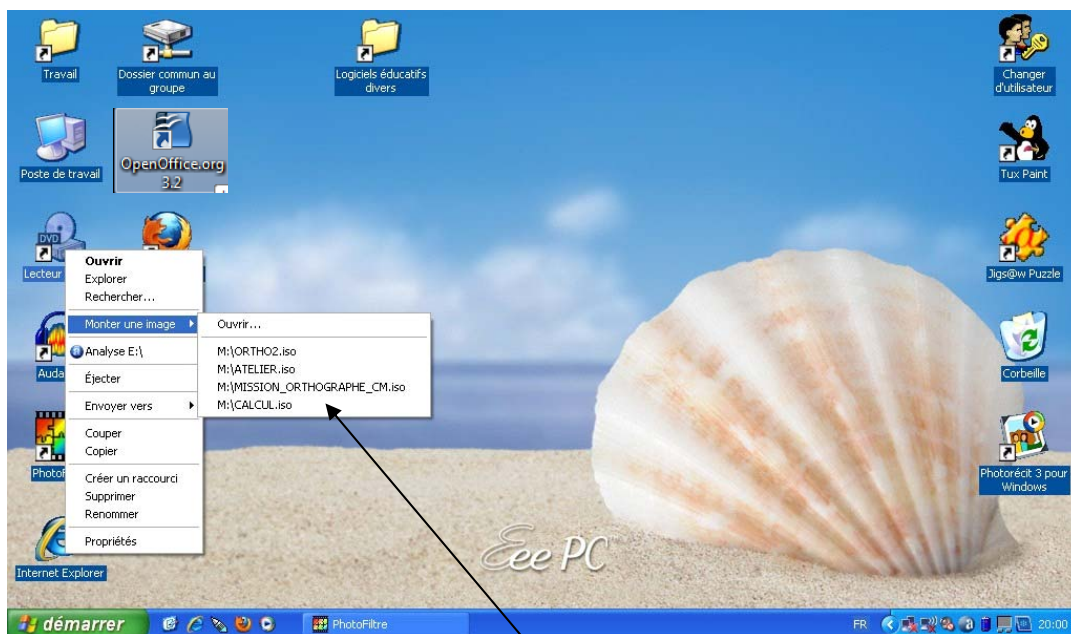 Travail
Dossier commun au
groupe
Logiciels éducatifs
divers
Changer
d'utilisateur
Poste de travail
OpenOffice.org
3.2
Tux Paint
DVD
Lecteur
Jigs@w Puzzle
Ouvrir
Explorer
Rechercher...
Monter une image
Analyse E:\
Éjecter
Envoyer vers
Couper
Copier
Créer un raccourci
Supprimer
Renommer
Propriétés
Ouvrir...
M:\ORTHO2.iso
M:\ATELIER.iso
M:\MISSION_ORTHOGRAPHE_CM.iso
M:\CALCUL.iso
Auda
Corbeille
PhotoF
Photorécit 3 pour
Windows
Internet Explorer
Eee PC
démarrer
PhotoFiltre
FR
20:00